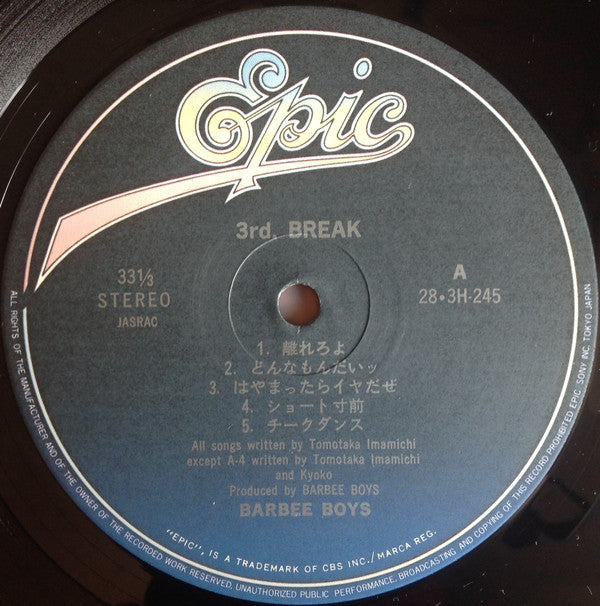 Epic
3rd. BREAK
33⅓
STEREO
JASRAC
A
28・3H-245
1. 離れろよ
2. どんなもんだいッ
3. はやまったらイヤだぜ
4. ショート寸前
5. チークダンス
All songs written by Tomotaka Imamichi
except A-4 written by Tomotaka Imamichi
and Kyoko
Produced by BARBEE BOYS
BARBEE BOYS
"EPIC", IS A TRADEMARK OF CBS INC./MARCA REG.
ALL RIGHTS OF THE MANUFACTURER AND OF THE OWNER OF THE RECORDED WORK RESERVED. UNAUTHORIZED PUBLIC PERFORMANCE, BROADCASTING AND COPYING OF THIS RECORD PROHIBITED EPIC. SONY INC. TOKYO JAPAN.